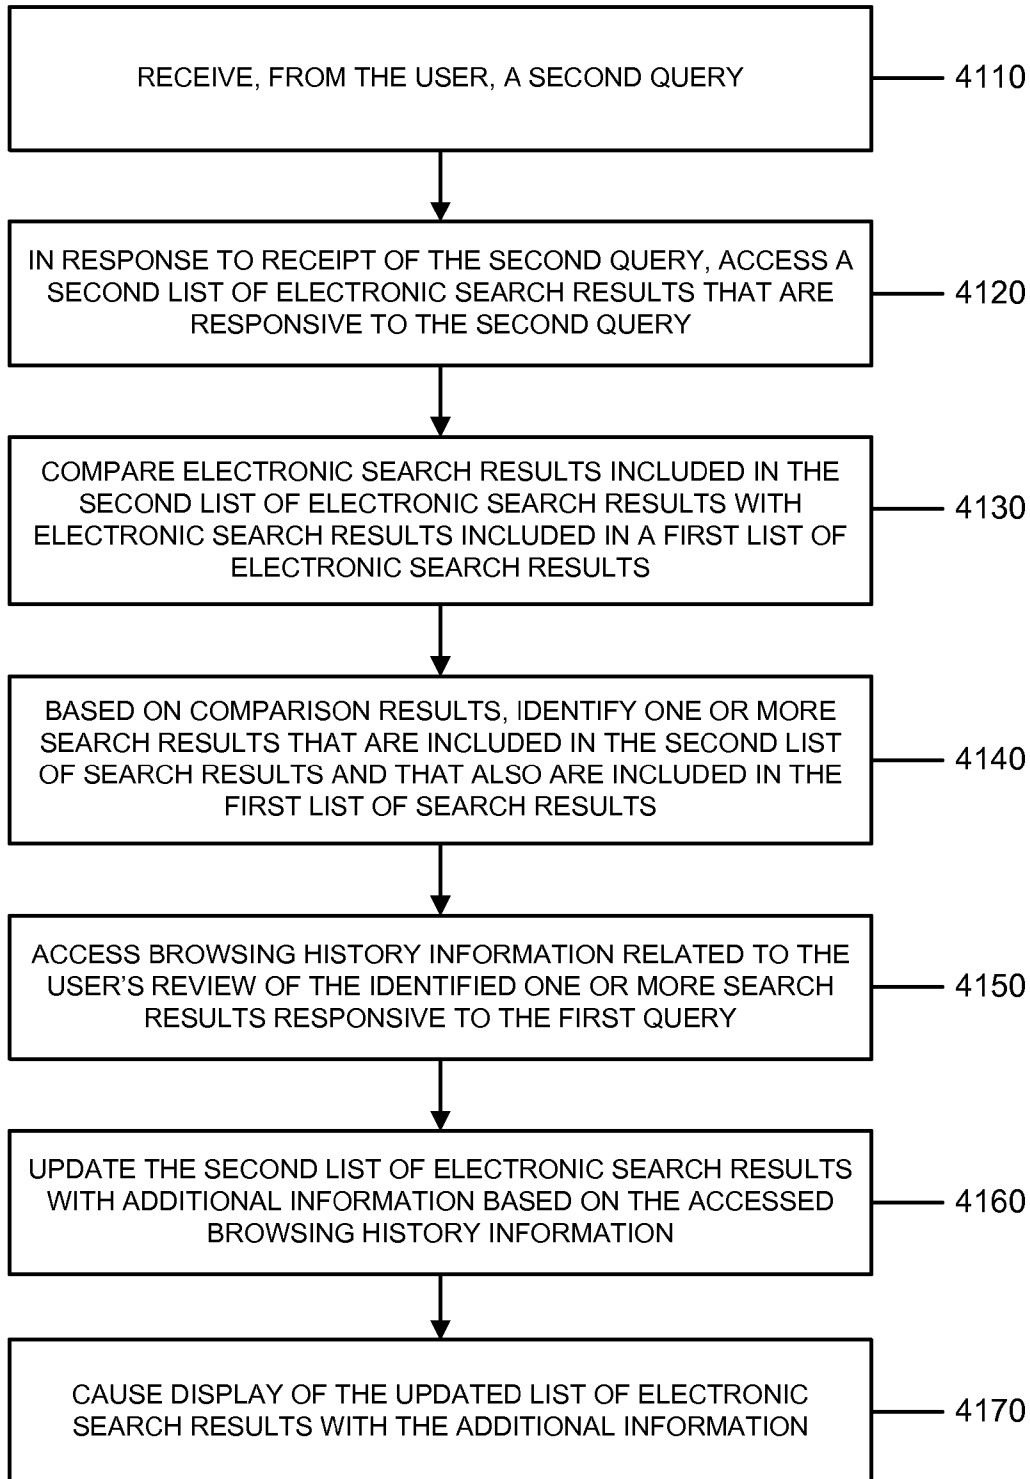 RECEIVE, FROM THE USER, A SECOND QUERY
4110
IN RESPONSE TO RECEIPT OF THE SECOND QUERY, ACCESS A
SECOND LIST OF ELECTRONIC SEARCH RESULTS THAT ARE
RESPONSIVE TO THE SECOND QUERY
4120
COMPARE ELECTRONIC SEARCH RESULTS INCLUDED IN THE
SECOND LIST OF ELECTRONIC SEARCH RESULTS WITH
ELECTRONIC SEARCH RESULTS INCLUDED IN A FIRST LIST OF
ELECTRONIC SEARCH RESULTS
4130
BASED ON COMPARISON RESULTS, IDENTIFY ONE OR MORE
SEARCH RESULTS THAT ARE INCLUDED IN THE SECOND LIST
OF SEARCH RESULTS AND THAT ALSO ARE INCLUDED IN THE
FIRST LIST OF SEARCH RESULTS
4140
ACCESS BROWSING HISTORY INFORMATION RELATED TO THE
USER'S REVIEW OF THE IDENTIFIED ONE OR MORE SEARCH
RESULTS RESPONSIVE TO THE FIRST QUERY
4150
UPDATE THE SECOND LIST OF ELECTRONIC SEARCH RESULTS
WITH ADDITIONAL INFORMATION BASED ON THE ACCESSED
BROWSING HISTORY INFORMATION
4160
CAUSE DISPLAY OF THE UPDATED LIST OF ELECTRONIC
SEARCH RESULTS WITH THE ADDITIONAL INFORMATION
4170